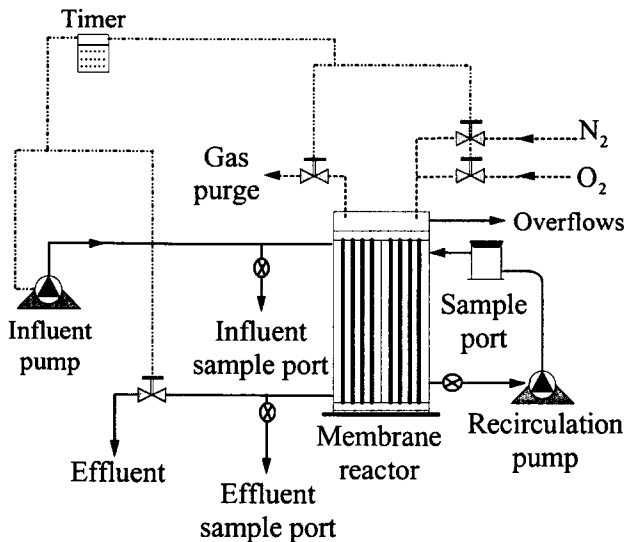 Timer
N2
Gas
purge
O2
Overflows
Influent
pump
Influent
sample port
Sample
port
Effluent
Membrane
reactor
Recirculation
pump
Effluent
sample port